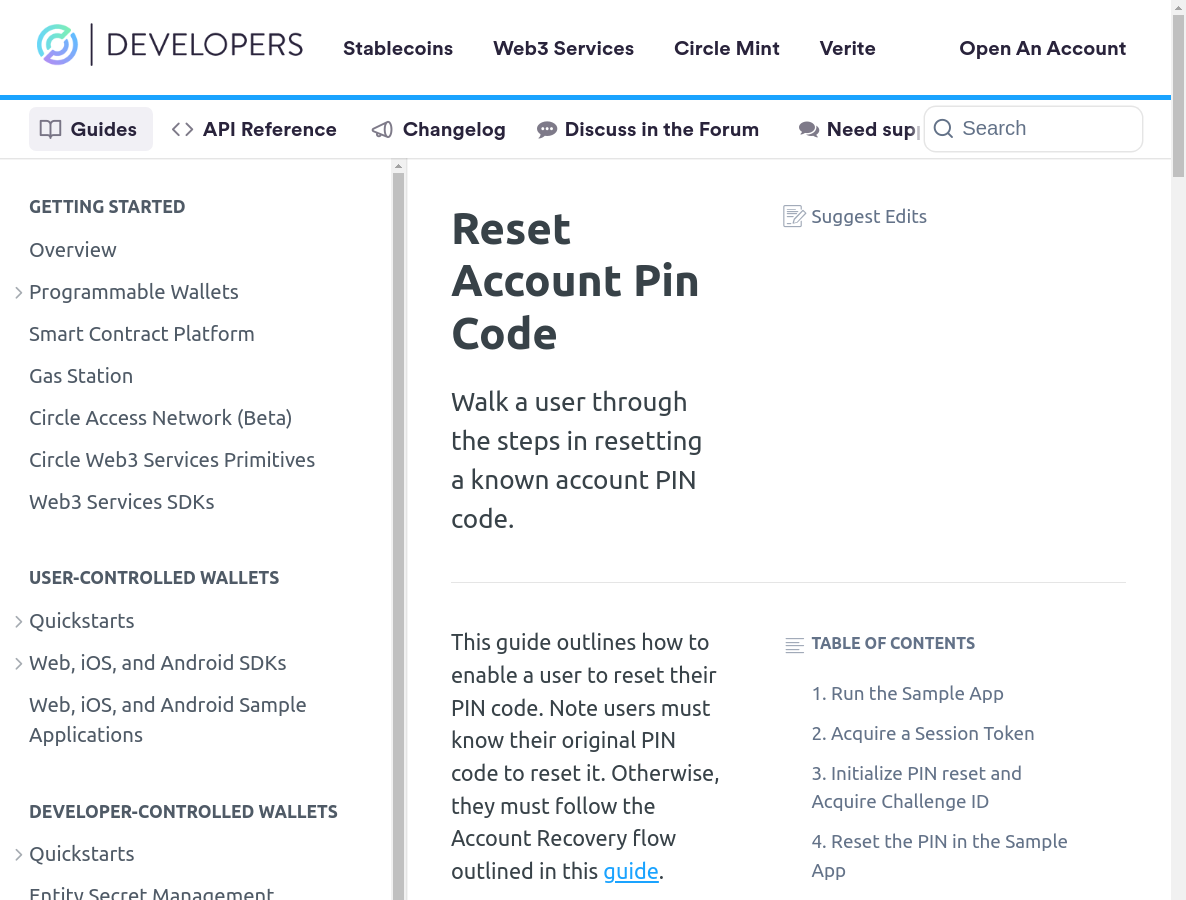 DEVELOPERS
Stablecoins
Web3 Services
Circle Mint
Verite
Open An Account
Guides
API Reference
Changelog
Discuss in the Forum
Need sup
Search
GETTING STARTED
Overview
Programmable Wallets
Smart Contract Platform
Gas Station
Circle Access Network (Beta)
Circle Web3 Services Primitives
Web3 Services SDKs
USER-CONTROLLED WALLETS
Quickstarts
Web, iOS, and Android SDKs
Web, iOS, and Android Sample
Applications
DEVELOPER-CONTROLLED WALLETS
Quickstarts
Entity Secret Management
Reset
Account Pin
Code
Suggest Edits
Walk a user through
the steps in resetting
a known account PIN
code.
This guide outlines how to
enable a user to reset their
PIN code. Note users must
know their original PIN
code to reset it. Otherwise,
they must follow the
Account Recovery flow
outlined in this guide.
TABLE OF CONTENTS
1. Run the Sample App
2. Acquire a Session Token
3. Initialize PIN reset and
Acquire Challenge ID
4. Reset the PIN in the Sample
App